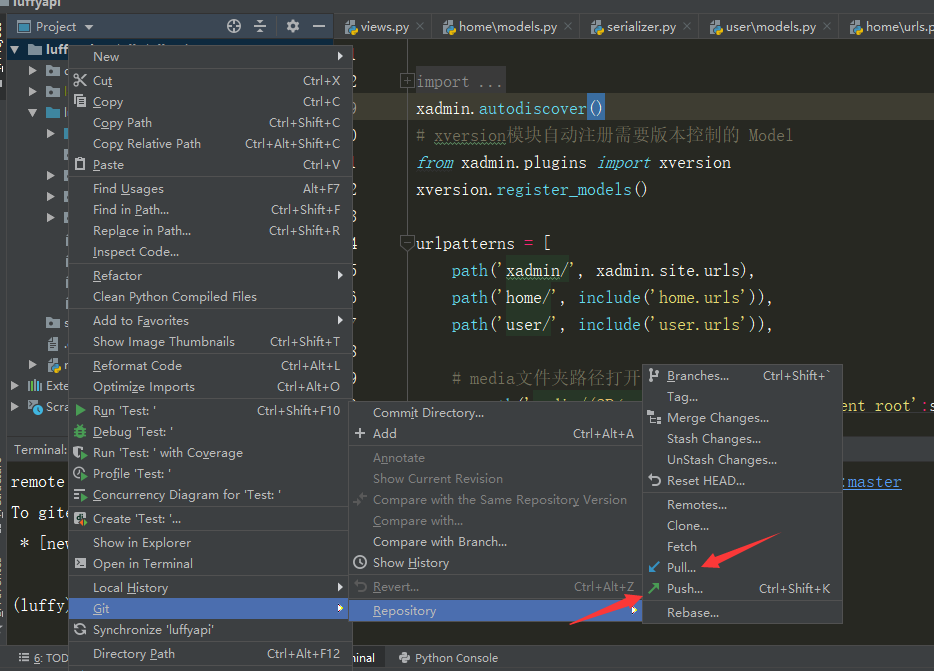 luffyapi
Project
views.py
home\models.py
serializer.py
user\models.py
home\urls.p
luff
import ...
xadmin.autodiscover()
# xversion模块自动注册需要版本控制的 Model
from xadmin.plugins import xversion
xversion.register_models()
urlpatterns = [
path('xadmin/', xadmin.site.urls),
path('home/', include('home.urls')),
path('user/', include('user.urls')),
# media文件夹路径打开
ent_root':s
New
Cut Ctrl+X
Copy Ctrl+C
Copy Path Ctrl+Shift+C
Copy Relative Path Ctrl+Alt+Shift+C
Paste Ctrl+V
Find Usages Alt+F7
Find in Path... Ctrl+Shift+F
Replace in Path... Ctrl+Shift+R
Inspect Code...
Refactor
Clean Python Compiled Files
Add to Favorites
Show Image Thumbnails Ctrl+Shift+T
Reformat Code Ctrl+Alt+L
Optimize Imports Ctrl+Alt+O
Run 'Test: ' Ctrl+Shift+F10
Debug 'Test: '
Run 'Test: ' with Coverage
Profile 'Test: '
Concurrency Diagram for 'Test: '
Create 'Test: '...
Show in Explorer
Open in Terminal
Local History
Git
Synchronize 'luffyapi'
Directory Path Ctrl+Alt+F12
Commit Directory...
Add Ctrl+Alt+A
Annotate
Show Current Revision
Compare with the Same Repository Version
Compare with...
Compare with Branch...
Show History
Revert... Ctrl+Alt+Z
Repository
Branches... Ctrl+Shift+`
Tag...
Merge Changes...
Stash Changes...
UnStash Changes...
Reset HEAD...
Remotes...
Clone...
Fetch
Pull...
Push... Ctrl+Shift+K
Rebase...
Exte
Scra
Terminal:
remote
:master
To gite
* [new
(luffy)
6: TOD
minal
Python Console